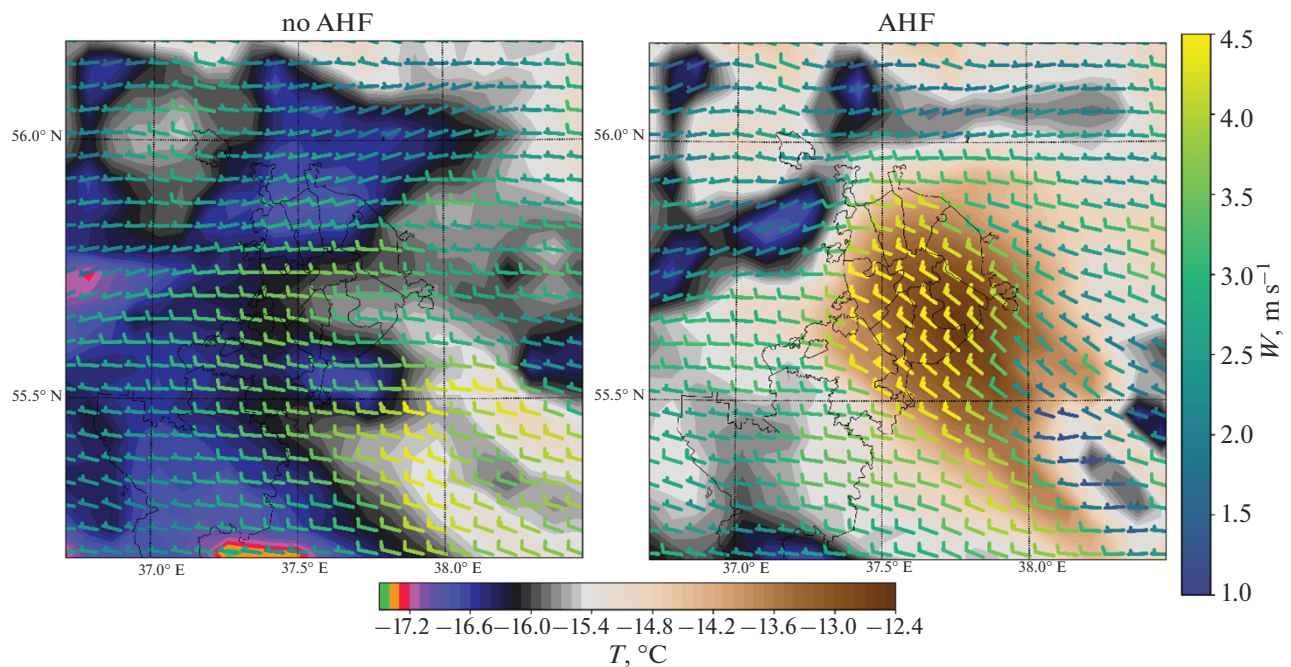 no AHF
AHF
56.0° N
55.5° N
37.0° E
37.5° E
38.0° E
56.0° N
55.5° N
37.0° E
37.5° E
38.0° E
4.5
4.0
3.5
3.0
2.5
2.0
1.5
1.0
W, m s⁻¹
−17.2 −16.6 −16.0 −15.4 −14.8 −14.2 −13.6 −13.0 −12.4
T, °C